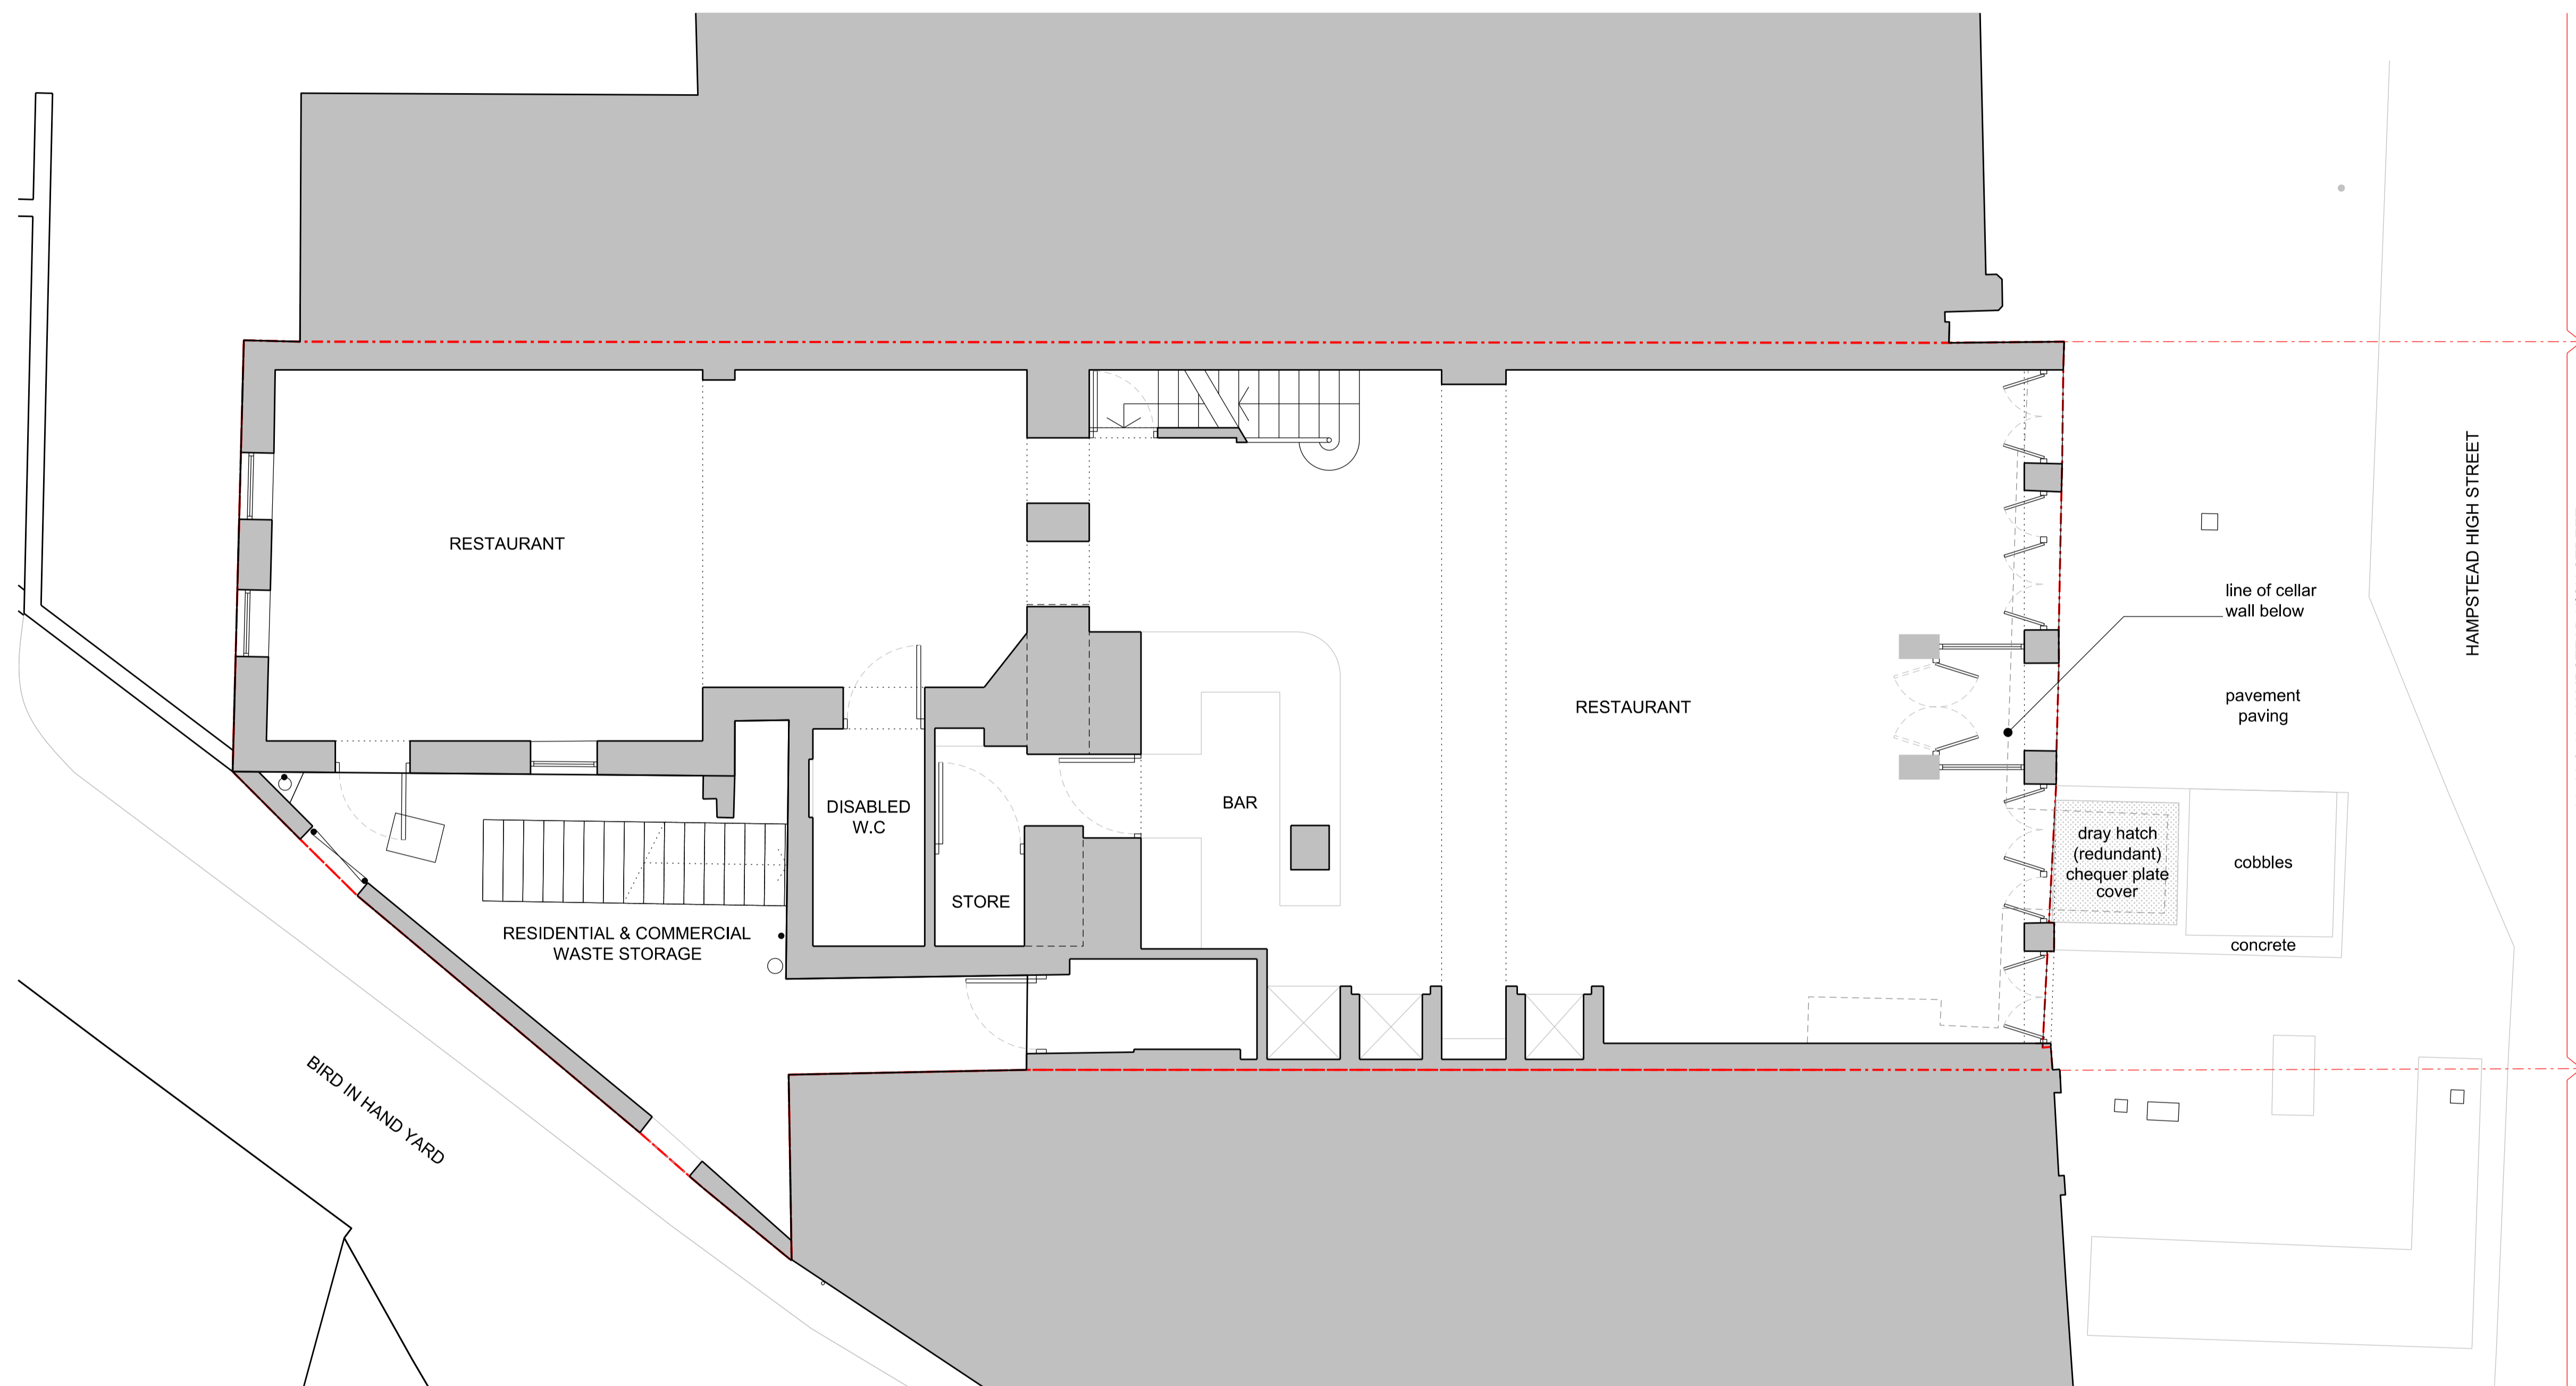 RESTAURANT
DISABLED
W.C
STORE
RESIDENTIAL & COMMERCIAL
WASTE STORAGE
BIRD IN HAND YARD
BAR
RESTAURANT
line of cellar
wall below
pavement
paving
dray hatch
(redundant)
chequer plate
cover
cobbles
concrete
HAMPSTEAD HIGH STREET